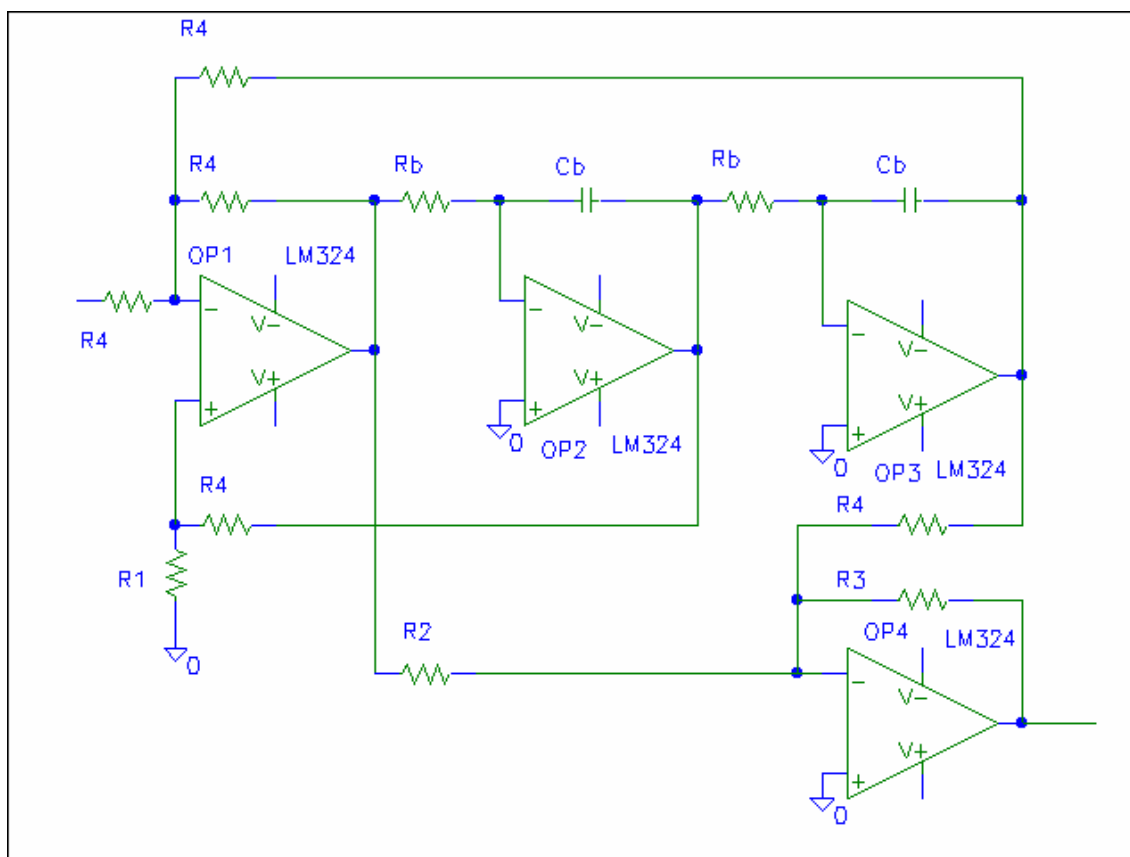 R4
R4 Rb Cb Rb Cb
OP1 LM324
- V- V+ +
R4
- V- V+ +
0 OP2 LM324
- V- V+ +
0 OP3 LM324
R4
R4
R1
0
R3
R2
OP4 LM324
- V- V+ +
0